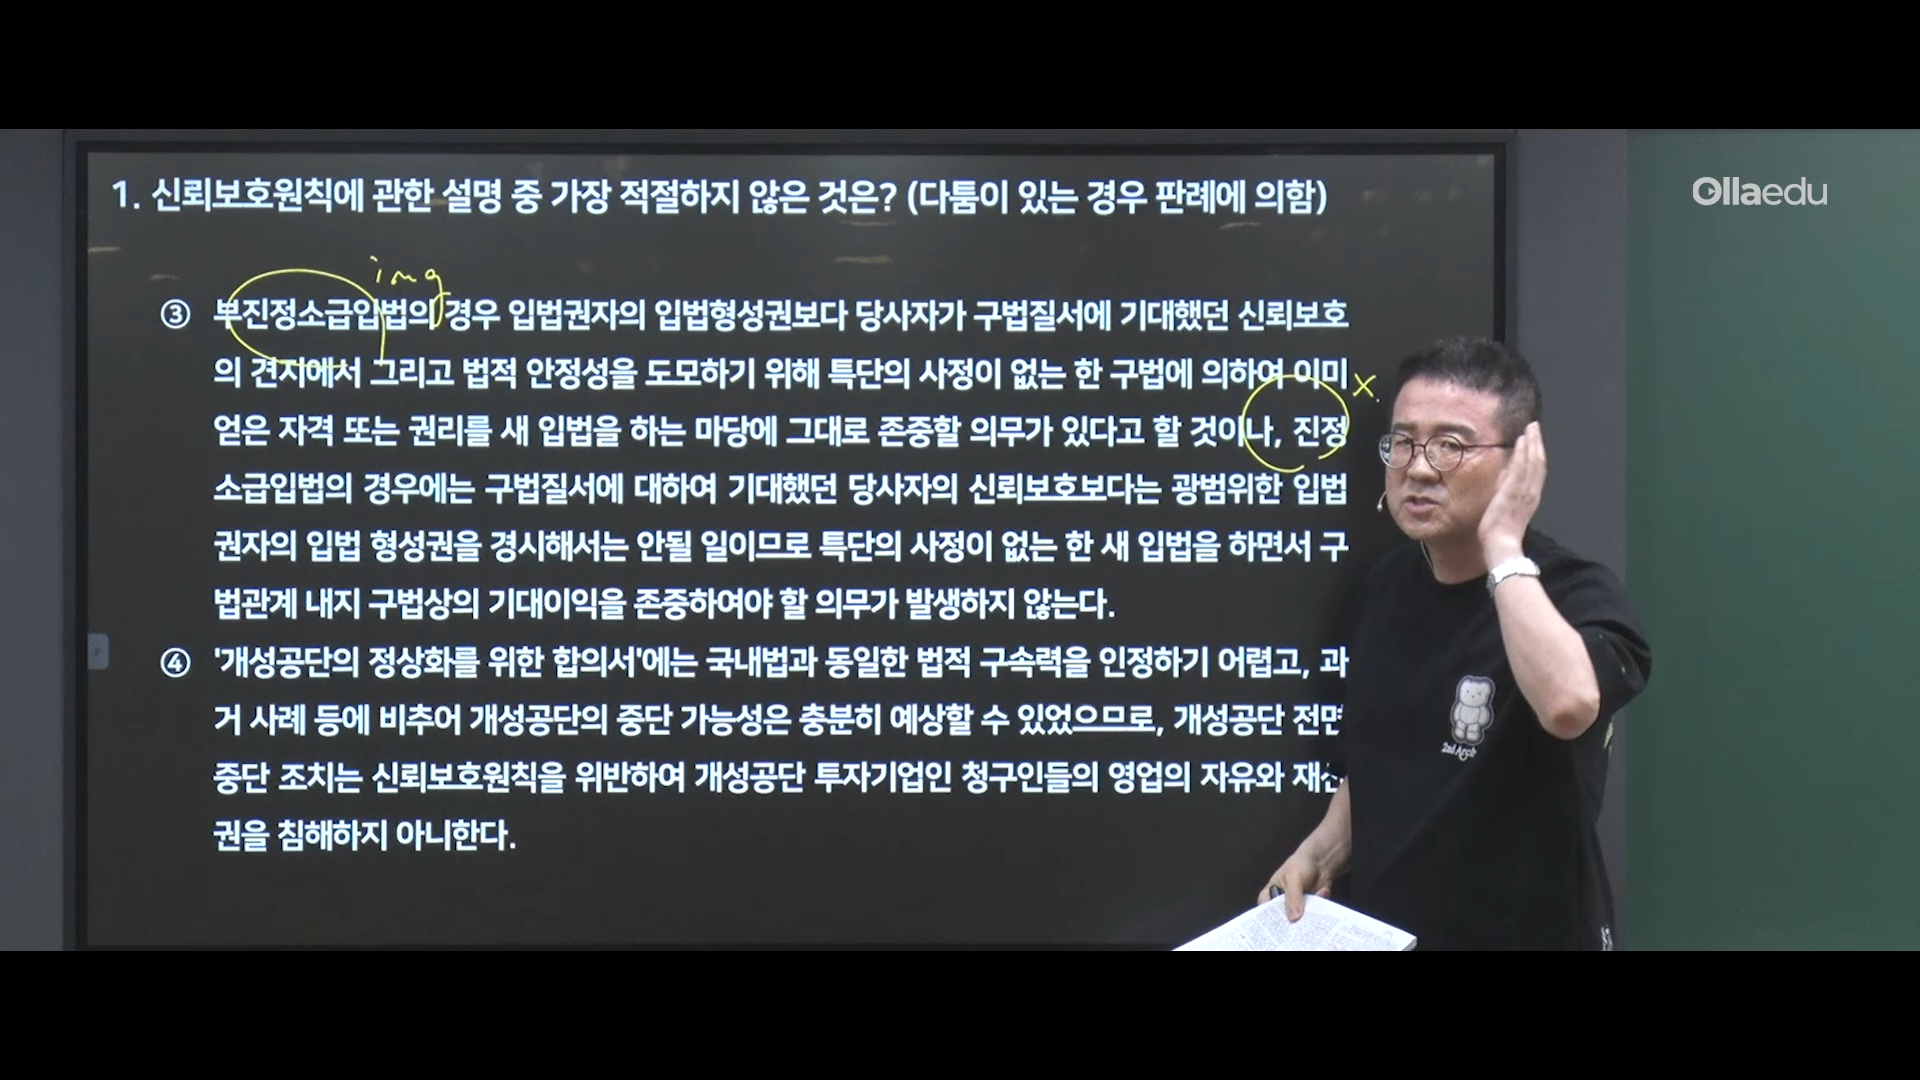 Ollaedu
1. 신뢰보호원칙에 관한 설명 중 가장 적절하지 않은 것은? (다툼이 있는 경우 판례에 의함)
ing
③ 부진정소급입법의 경우 입법권자의 입법형성권보다 당사자가 구법질서에 기대했던 신뢰보호
의 견지에서 그리고 법적 안정성을 도모하기 위해 특단의 사정이 없는 한 구법에 의하여 이미
x
얻은 자격 또는 권리를 새 입법을 하는 마당에 그대로 존중할 의무가 있다고 할 것이나, 진정
소급입법의 경우에는 구법질서에 대하여 기대했던 당사자의 신뢰보호보다는 광범위한 입법
권자의 입법 형성권을 경시해서는 안될 일이므로 특단의 사정이 없는 한 새 입법을 하면서 구
법관계 내지 구법상의 기대이익을 존중하여야 할 의무가 발생하지 않는다.
④ '개성공단의 정상화를 위한 합의서'에는 국내법과 동일한 법적 구속력을 인정하기 어렵고, 과
거 사례 등에 비추어 개성공단의 중단 가능성은 충분히 예상할 수 있었으므로, 개성공단 전면
중단 조치는 신뢰보호원칙을 위반하여 개성공단 투자기업인 청구인들의 영업의 자유와 재산
권을 침해하지 아니한다.
2nd Arch